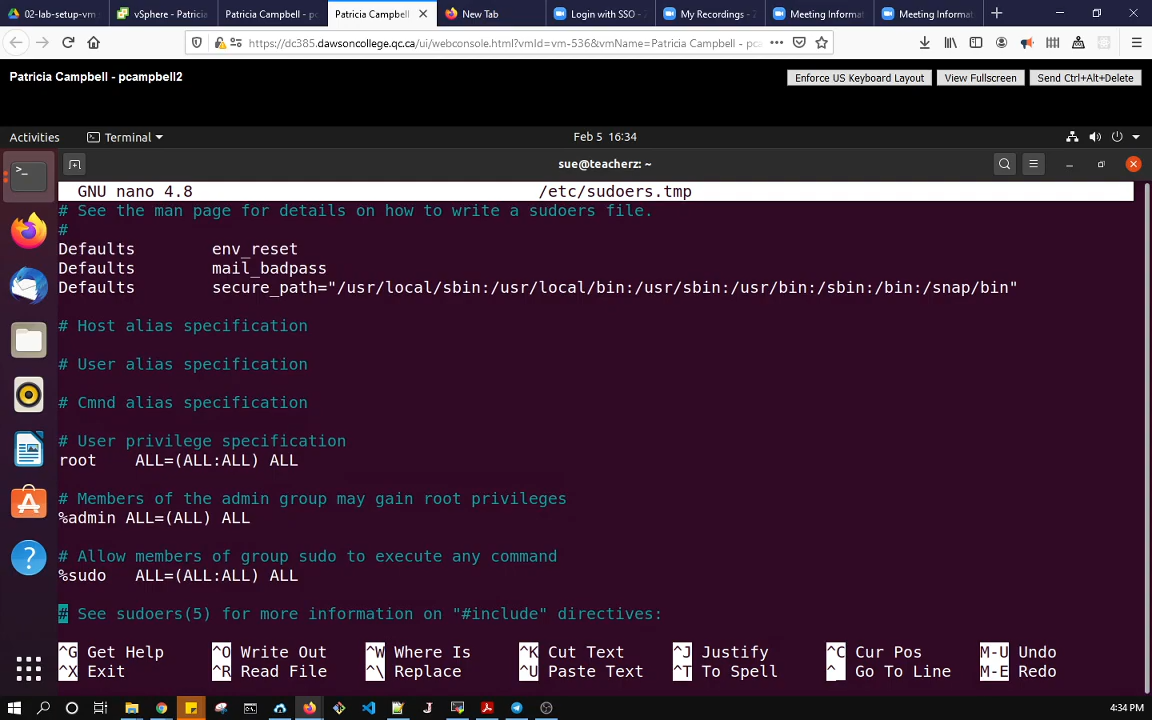 02-lab-setup-vm
vSphere - Patricia
Patricia Campbell - pc
Patricia Campbell
New Tab
Login with SSO -
My Recordings -
Meeting Informat
Meeting Informat
https://dc385.dawsoncollege.qc.ca/ui/webconsole.html?vmId=vm-536&vmName=Patricia Campbell - pc
Patricia Campbell - pcampbell2
Enforce US Keyboard Layout
View Fullscreen
Send Ctrl+Alt+Delete
Activities
Terminal
Feb 5 16:34
sue@teacherz: ~
GNU nano 4.8 /etc/sudoers.tmp
# See the man page for details on how to write a sudoers file.
#
Defaults env_reset
Defaults mail_badpass
Defaults secure_path="/usr/local/sbin:/usr/local/bin:/usr/sbin:/usr/bin:/sbin:/bin:/snap/bin"
# Host alias specification
# User alias specification
# Cmnd alias specification
# User privilege specification
root ALL=(ALL:ALL) ALL
# Members of the admin group may gain root privileges
%admin ALL=(ALL) ALL
# Allow members of group sudo to execute any command
%sudo ALL=(ALL:ALL) ALL
# See sudoers(5) for more information on "#include" directives:
^G Get Help ^O Write Out ^W Where Is ^K Cut Text ^J Justify ^C Cur Pos M-U Undo
^X Exit ^R Read File ^\ Replace ^U Paste Text ^T To Spell ^_ Go To Line M-E Redo
4:34 PM